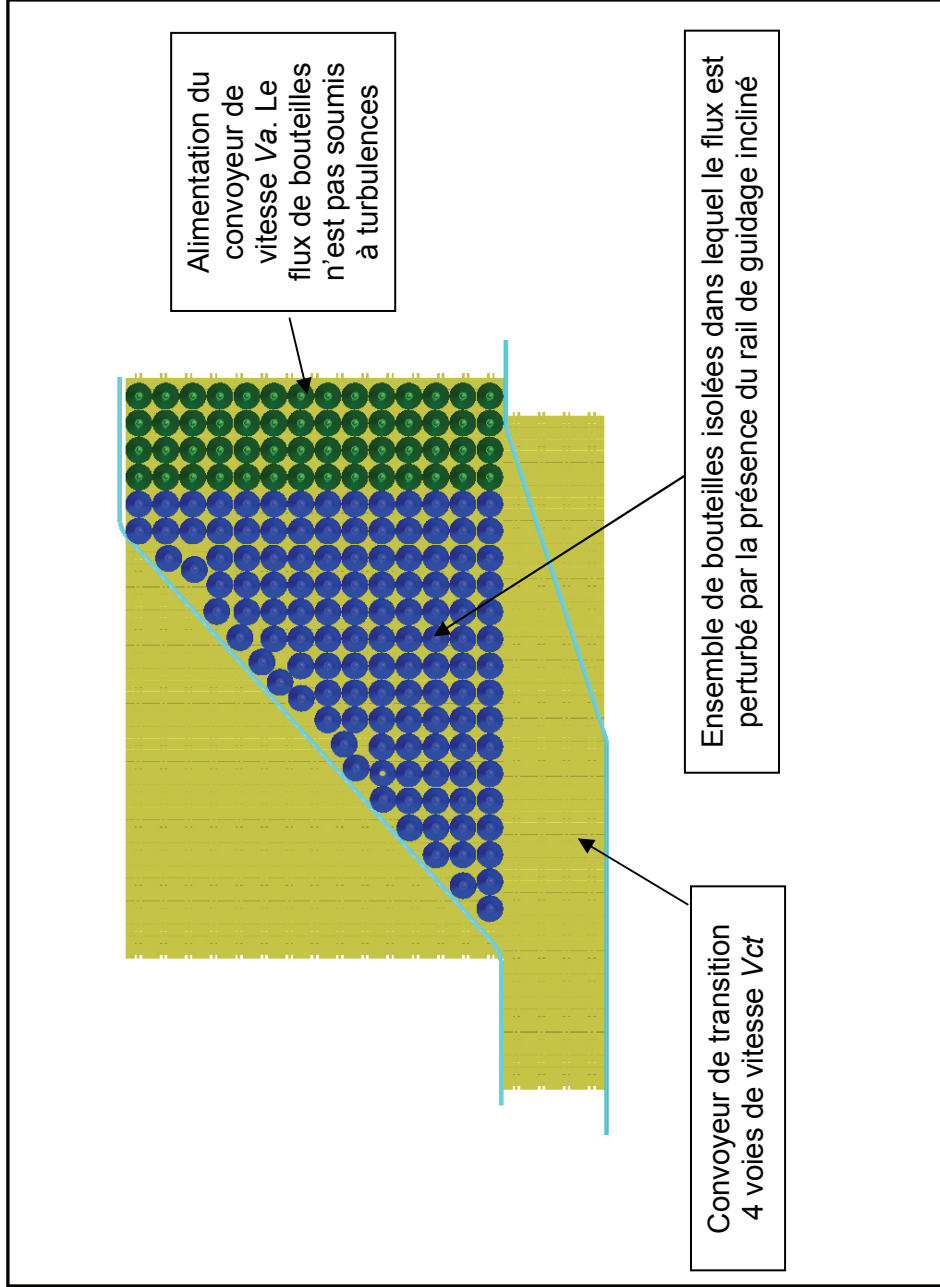 Alimentation du
convoyeur de
vitesse Va. Le
flux de bouteilles
n'est pas soumis
à turbulences
Ensemble de bouteilles isolées dans lequel le flux est
perturbé par la présence du rail de guidage incliné
Convoyeur de transition
4 voies de vitesse Vct